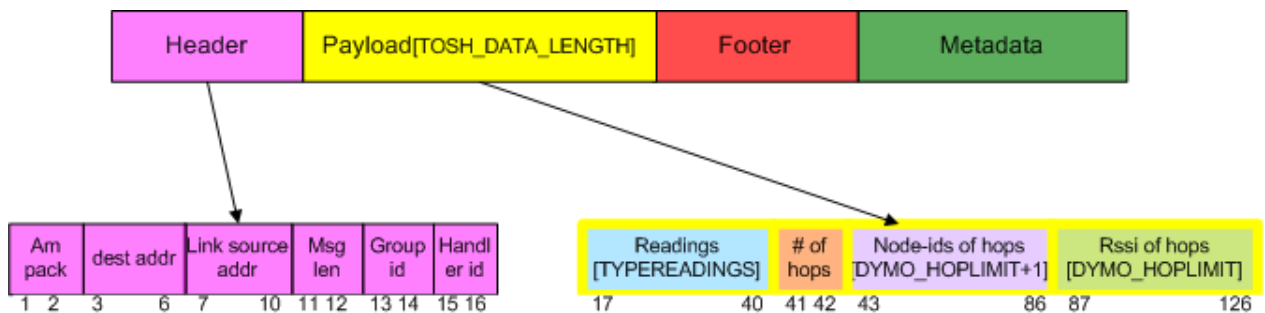 Header Payload[TOSH_DATA_LENGTH] Footer Metadata
Am pack
dest addr
Link source addr
Msg len
Group id
Handl er id
1 2 3 6 7 10 11 12 13 14 15 16
Readings
[TYPEREADINGS]
# of
hops
Node-ids of hops
[DYMO_HOPLIMIT+1]
Rssi of hops
[DYMO_HOPLIMIT]
17 40 41 42 43 86 87 126